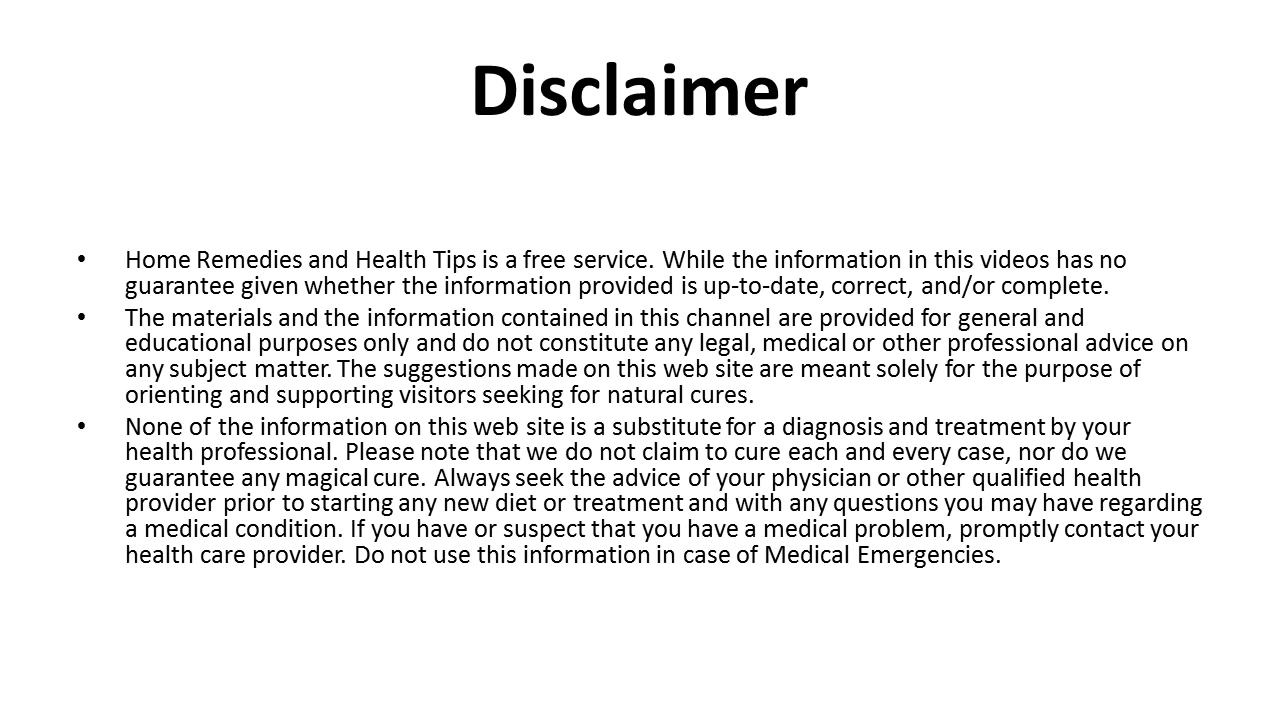 Disclaimer
• Home Remedies and Health Tips is a free service. While the information in this videos has no
guarantee given whether the information provided is up-to-date, correct, and/or complete.
• The materials and the information contained in this channel are provided for general and
educational purposes only and do not constitute any legal, medical or other professional advice on
any subject matter. The suggestions made on this web site are meant solely for the purpose of
orienting and supporting visitors seeking for natural cures.
• None of the information on this web site is a substitute for a diagnosis and treatment by your
health professional. Please note that we do not claim to cure each and every case, nor do we
guarantee any magical cure. Always seek the advice of your physician or other qualified health
provider prior to starting any new diet or treatment and with any questions you may have regarding
a medical condition. If you have or suspect that you have a medical problem, promptly contact your
health care provider. Do not use this information in case of Medical Emergencies.